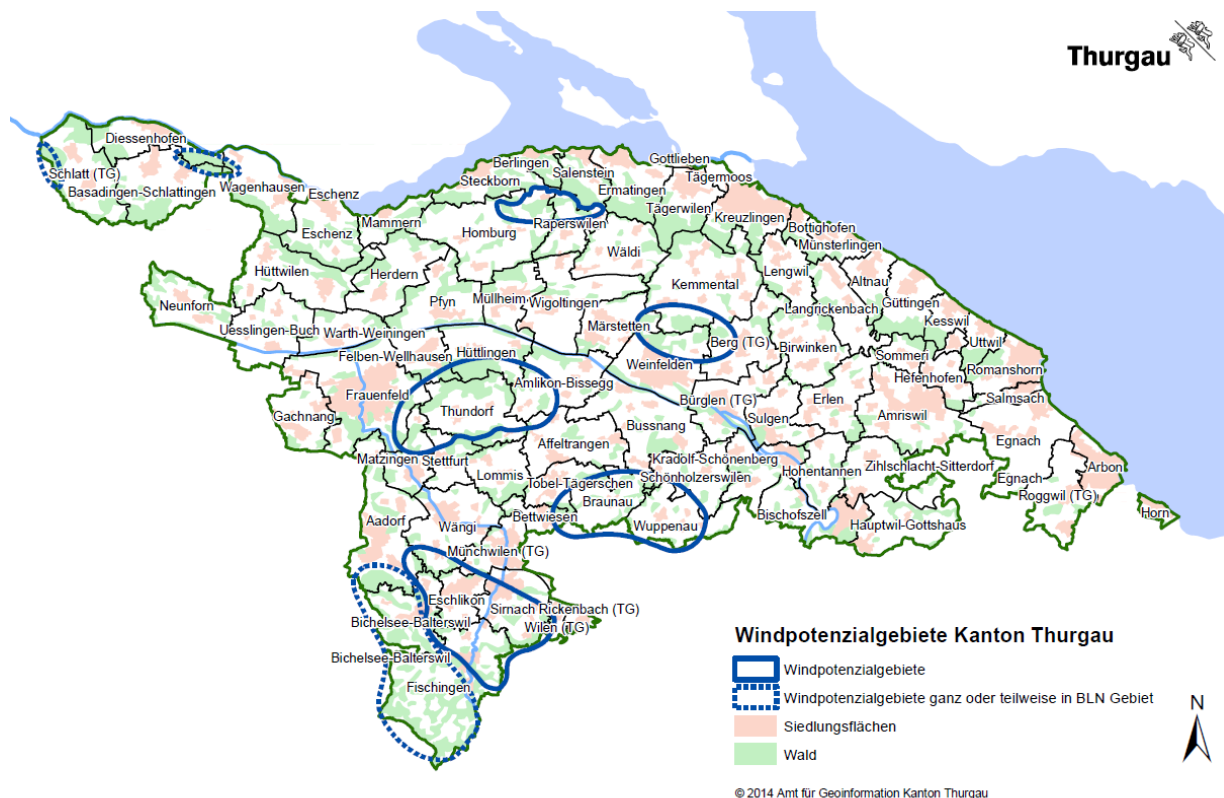 Thurgau
Diessenhofen
Schlatt (TG)
Basadingen-Schlattingen
Wagenhausen
Eschenz
Eschenz
Mammern
Steckborn
Berlingen
Salenstein
Ermatingen
Gottlieben
Tägermoos
Tägerwilen
Kreuzlingen
Bottighofen
Münsterlingen
Homburg
Raperswilen
Wäldi
Kemmental
Lengwil
Altnau
Langrickenbach
Güttingen
Kesswil
Uttwil
Romanshorn
Neunforn
Hüttwilen
Herdern
Pfyn
Müllheim
Wigoltingen
Märstetten
Berg (TG)
Birwinken
Sommeri
Hefenhofen
Salmsach
Uesslingen-Buch
Warth-Weiningen
Felben-Wellhausen
Hüttlingen
Weinfelden
Amlikon-Bissegg
Bürglen (TG)
Sulgen
Erlen
Amriswil
Egnach
Gachnang
Frauenfeld
Thundorf
Bussnang
Affeltrangen
Matzingen
Stettfurt
Lommis
Kradolf-Schönenberg
Hohentannen
Zihlschlacht-Sitterdorf
Egnach
Arbon
Roggwil (TG)
Horn
Tobel-Tägerschen
Schönholzerswilen
Braunau
Bettwiesen
Wuppenau
Bischofszell
Hauptwil-Gottshaus
Aadorf
Wängi
Münchwilen (TG)
Eschlikon
Sirnach
Rickenbach (TG)
Wilen (TG)
Bichelsee-Balterswil
Bichelsee-Balterswil
Fischingen
Windpotenzialgebiete Kanton Thurgau
Windpotenzialgebiete
Windpotenzialgebiete ganz oder teilweise in BLN Gebiet
Siedlungsflächen
Wald
N
© 2014 Amt für Geoinformation Kanton Thurgau